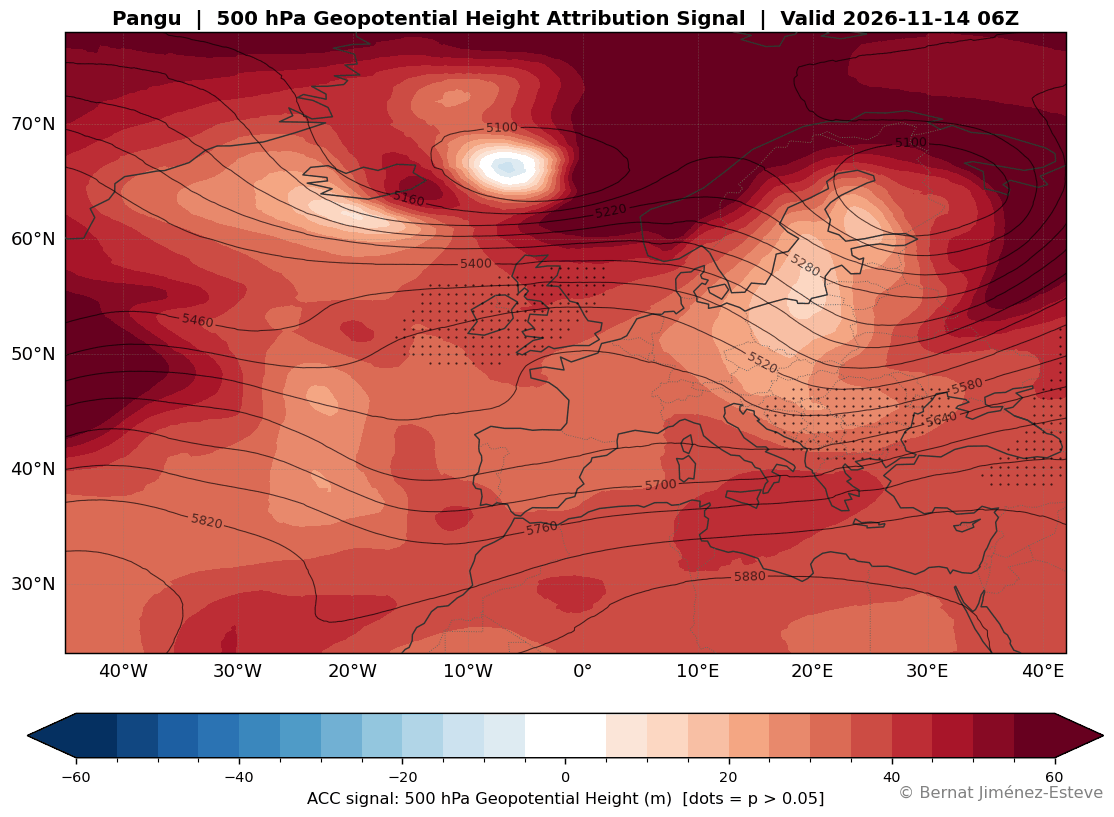 Pangu | 500 hPa Geopotential Height Attribution Signal | Valid 2026-11-14 06Z
70°N
60°N
50°N
40°N
30°N
5100
5100
5160
5220
5280
5400
5460
5520
5580
5640
5700
5760
5820
5880
40°W 30°W 20°W 10°W 0° 10°E 20°E 30°E 40°E
−60 −40 −20 0 20 40 60
ACC signal: 500 hPa Geopotential Height (m) [dots = p > 0.05]
© Bernat Jiménez-Esteve